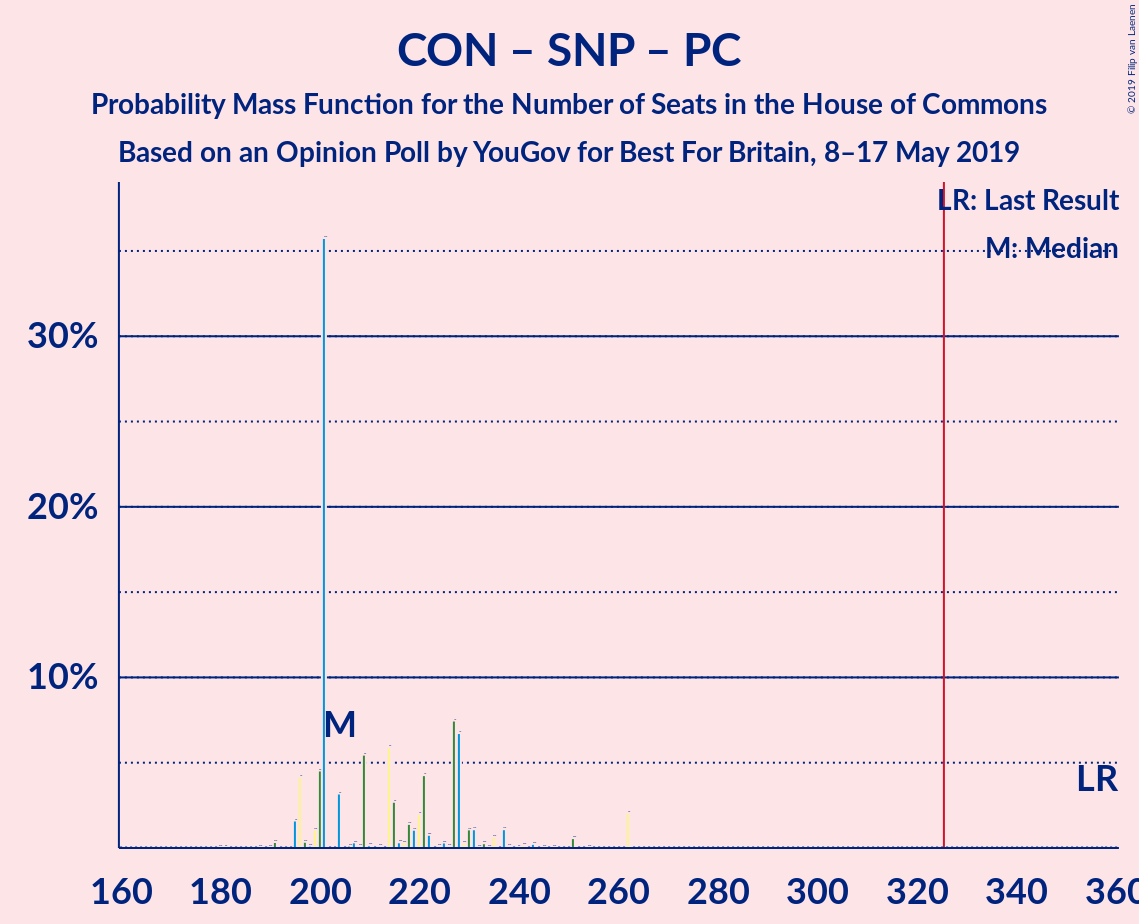 CON – SNP – PC
Probability Mass Function for the Number of Seats in the House of Commons
Based on an Opinion Poll by YouGov for Best For Britain, 8–17 May 2019
© 2019 Filip van Laenen
LR: Last Result
M: Median
30%
20%
10%
M
LR
160 180 200 220 240 260 280 300 320 340 360